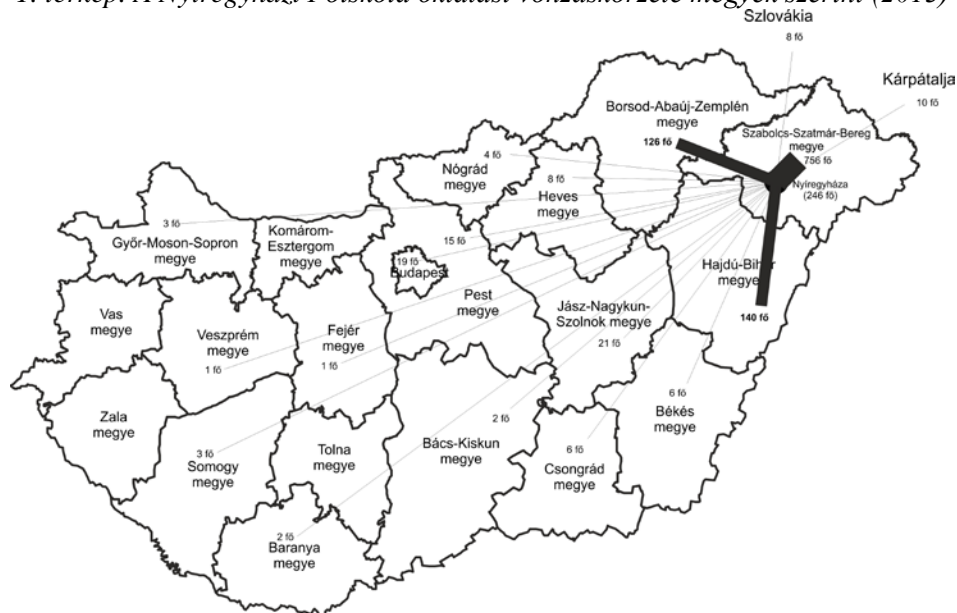 1. térkép: A Nyíregyházi Főiskola oktatási vonzáskörzete megyék szerint (2015)
Szlovákia
8 fő
Kárpátalja
10 fő
Borsod-Abaúj-Zemplén
megye
126 fő
Szabolcs-Szatmár-Bereg
megye
756 fő
Nyíregyháza
(246 fő)
4 fő
Nógrád
megye
8 fő
Heves
megye
3 fő
Győr-Moson-Sopron
megye
Komárom-
Esztergom
megye
15 fő
19 fő
Budapest
Pest
megye
Hajdú-Bihar
megye
140 fő
Jász-Nagykun-
Szolnok megye
21 fő
Vas
megye
Veszprém
megye
1 fő
Fejér
megye
1 fő
Zala
megye
3 fő
Somogy
megye
Tolna
megye
2 fő
Bács-Kiskun
megye
6 fő
Békés
megye
6 fő
Csongrád
megye
2 fő
Baranya
megye